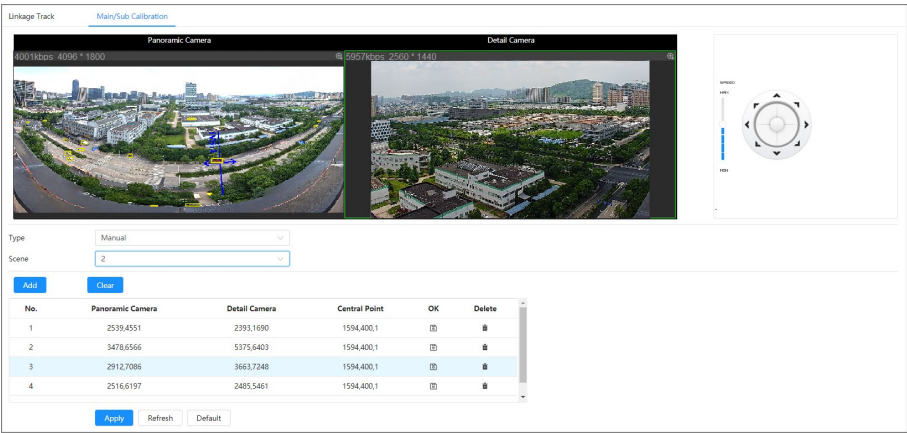 Linkage Track Main/Sub Calibration
Panoramic Camera Detail Camera
4001kbps 4096 * 1800 5957kbps 2560 * 1440
SPEED
MAX
MIN
Type Manual
Scene 2
Add Clear
No. Panoramic Camera Detail Camera Central Point OK Delete
1 2539,4551 2393,1690 1594,400,1
2 3478,6566 5375,6403 1594,400,1
3 2912,7086 3663,7248 1594,400,1
4 2516,6197 2485,5461 1594,400,1
Apply Refresh Default